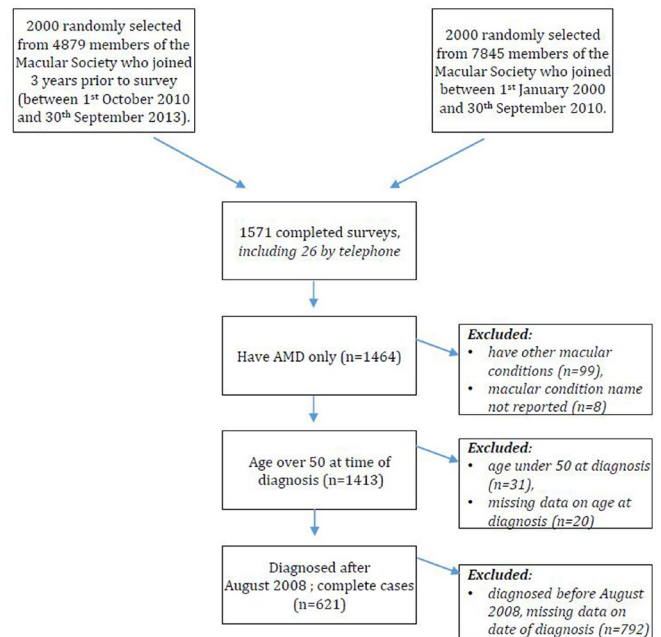 2000 randomly selected
from 4879 members of the
Macular Society who joined
3 years prior to survey
(between 1st October 2010
and 30th September 2013).
2000 randomly selected
from 7845 members of the
Macular Society who joined
between 1st January 2000
and 30th September 2010.
1571 completed surveys,
including 26 by telephone
Have AMD only (n=1464)
Excluded:
• have other macular
conditions (n=99),
• macular condition name
not reported (n=8)
Age over 50 at time of
diagnosis (n=1413)
Excluded:
• age under 50 at diagnosis
(n=31),
• missing data on age at
diagnosis (n=20)
Diagnosed after
August 2008 ; complete cases
(n=621)
Excluded:
• diagnosed before August
2008, missing data on
date of diagnosis (n=792)